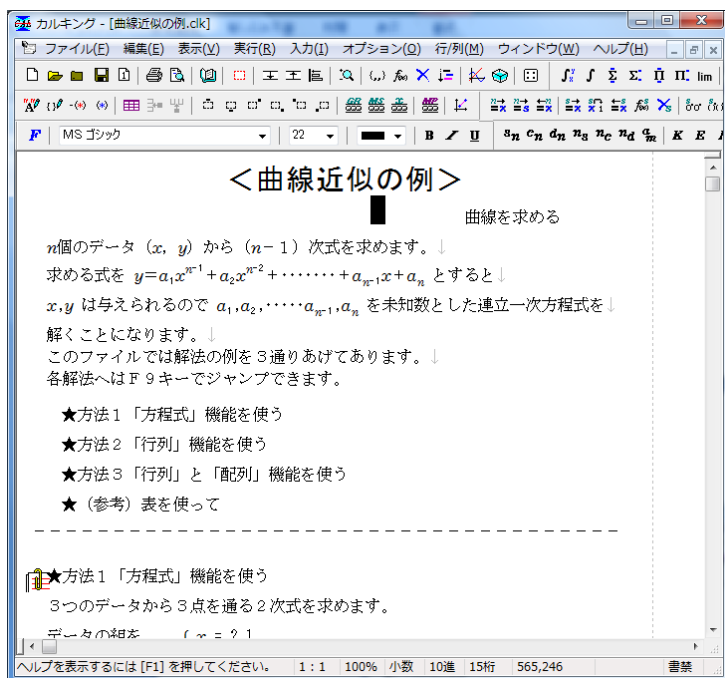 カルキング - [曲線近似の例.clk]
ファイル(F) 編集(E) 表示(V) 実行(R) 入力(I) オプション(O) 行/列(M) ウィンドウ(W) ヘルプ(H)
MS ゴシック 22 B U
＜曲線近似の例＞
曲線を求める
n個のデータ（x, y）から（n－1）次式を求めます。↓
求める式を y=a₁xⁿ⁻¹+a₂xⁿ⁻²+・・・・・・・+aₙ₋₁x+aₙ とすると↓
x,y は与えられるので a₁,a₂,・・・・・aₙ₋₁,aₙ を未知数とした連立一次方程式を↓
解くことになります。↓
このファイルでは解法の例を３通りあげてあります。↓
各解法へはＦ９キーでジャンプできます。
★方法１「方程式」機能を使う
★方法２「行列」機能を使う
★方法３「行列」と「配列」機能を使う
★（参考）表を使って
★方法１「方程式」機能を使う
３つのデータから３点を通る２次式を求めます。
データの組を
ヘルプを表示するには [F1] を押してください。 1 : 1 100% 小数 10進 15桁 565,246 書禁